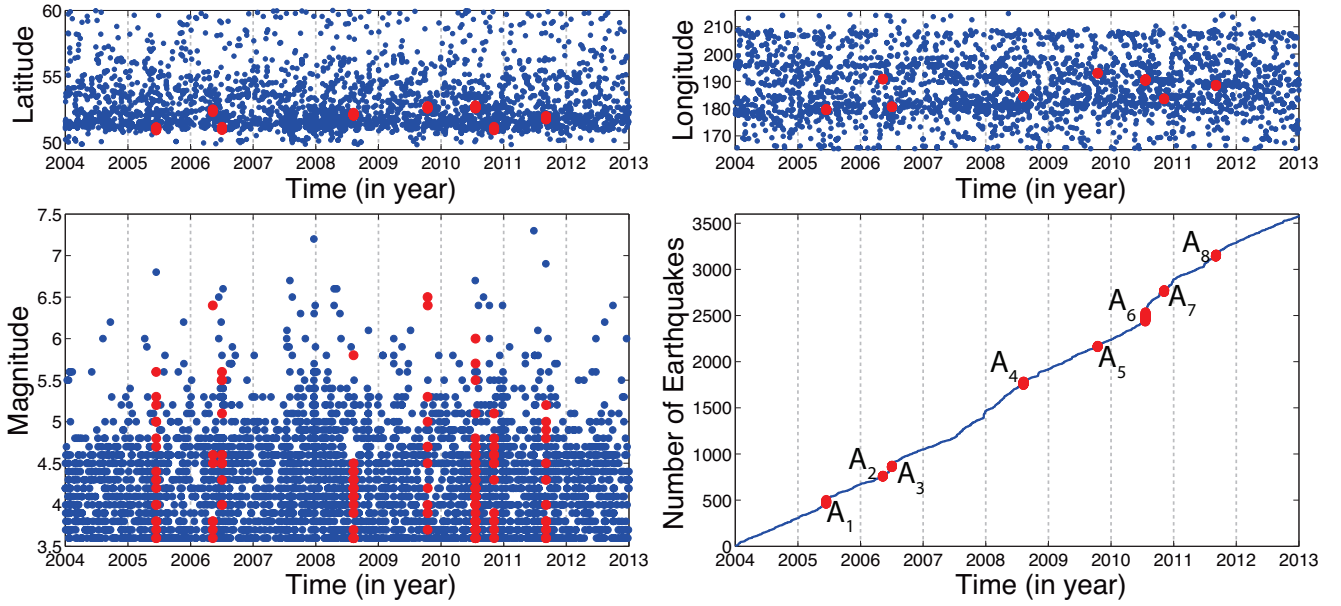 Latitude
60
55
50
2004 2005 2006 2007 2008 2009 2010 2011 2012 2013
Time (in year)
Longitude
210
200
190
180
170
2004 2005 2006 2007 2008 2009 2010 2011 2012 2013
Time (in year)
Magnitude
7.5
7
6.5
6
5.5
5
4.5
4
3.5
2004 2005 2006 2007 2008 2009 2010 2011 2012 2013
Time (in year)
Number of Earthquakes
3500
3000
2500
2000
1500
1000
500
0
A1
A2
A3
A4
A5
A6
A7
A8
2004 2005 2006 2007 2008 2009 2010 2011 2012 2013
Time (in year)